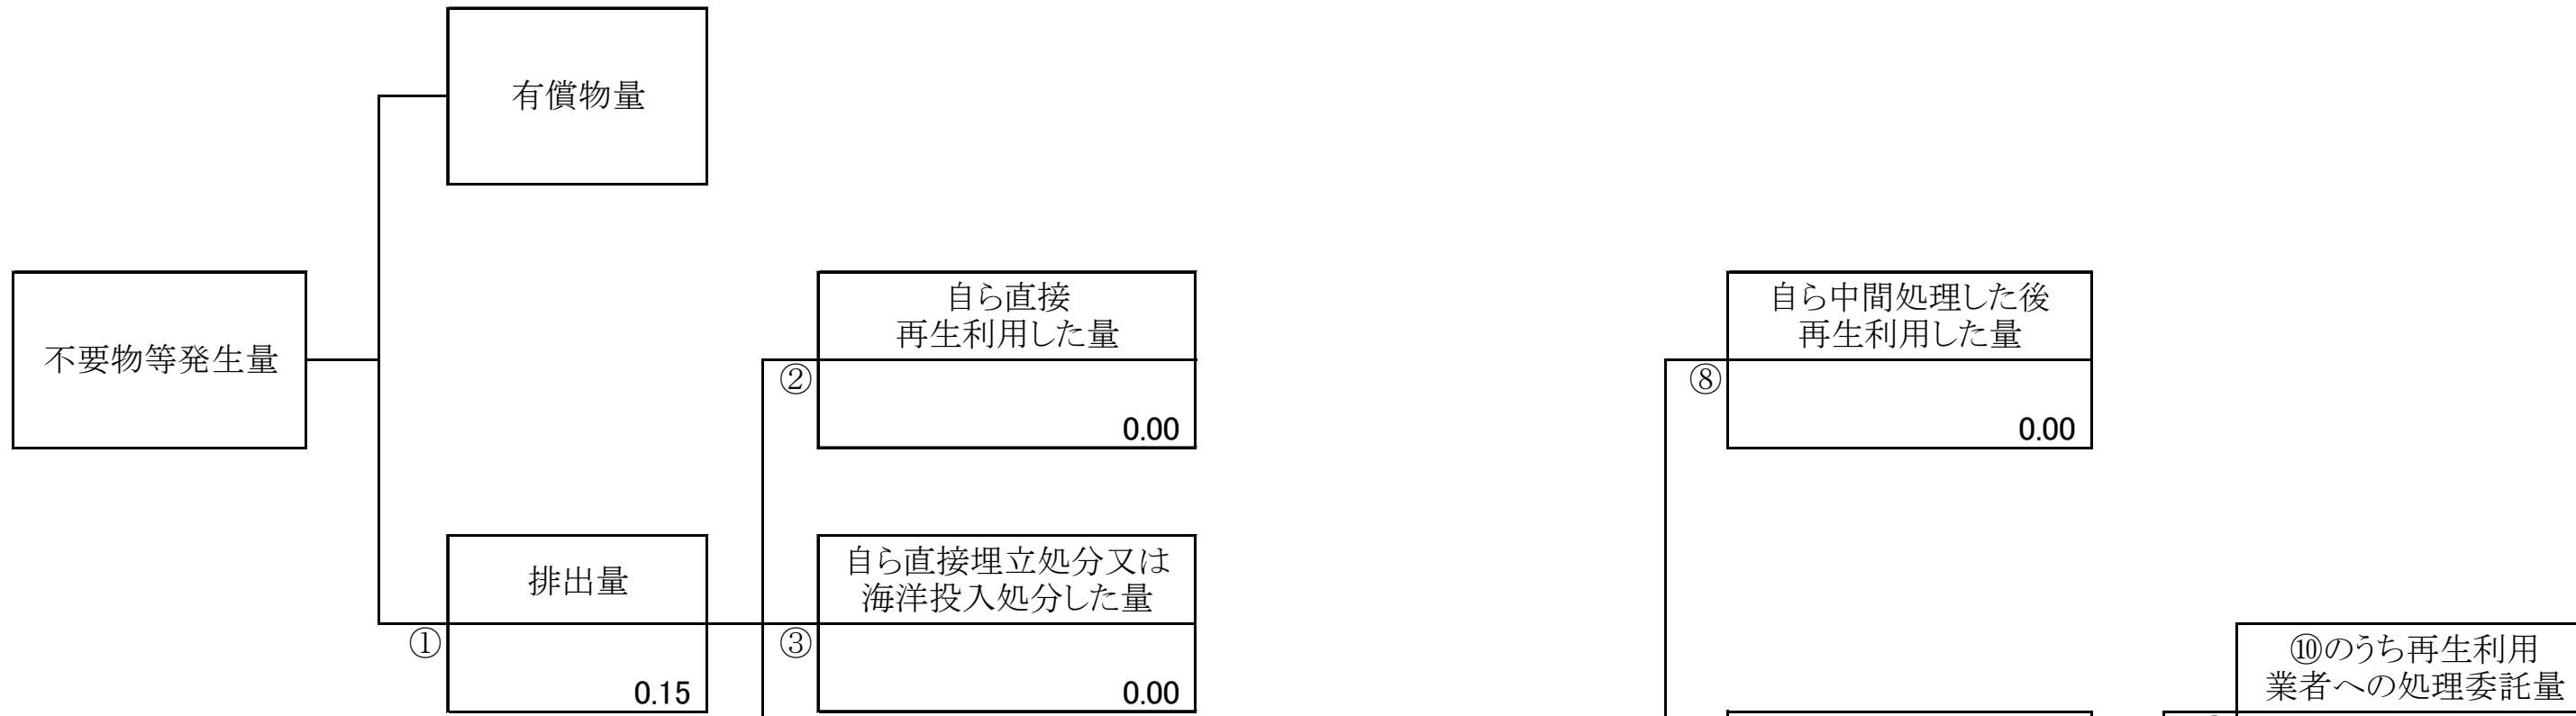 有償物量
不要物等発生量
自ら直接
再生利用した量
②
0.00
自ら中間処理した後
再生利用した量
⑧
0.00
排出量
①
0.15
自ら直接埋立処分又は
海洋投入処分した量
③
0.00
⑩のうち再生利用
業者への処理委託量